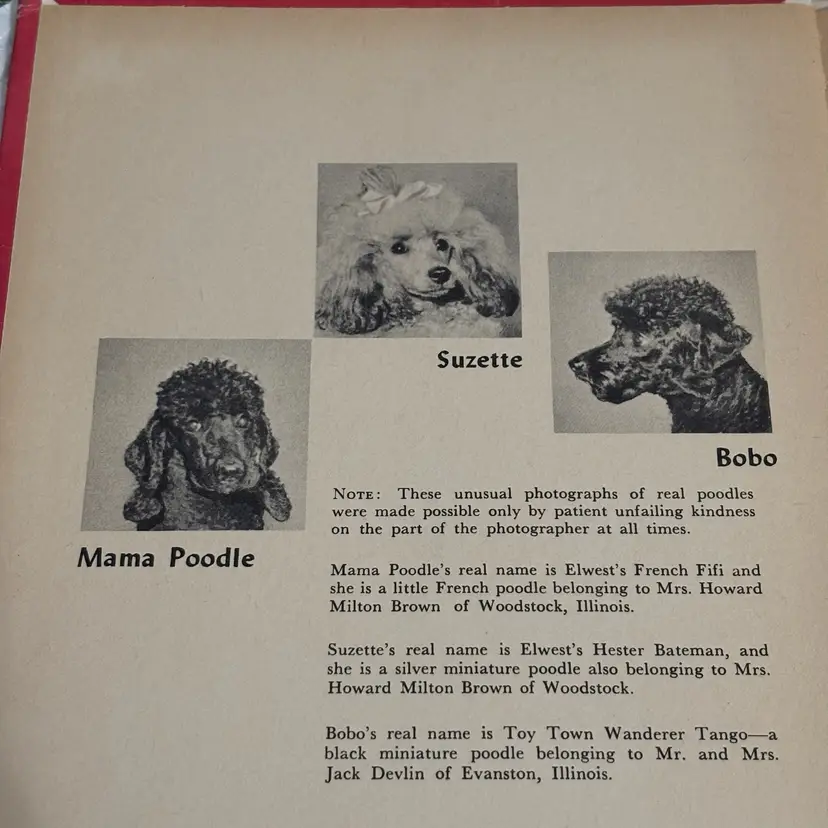 Suzette
Bobo
Mama Poodle
NOTE: These unusual photographs of real poodles
were made possible only by patient unfailing kindness
on the part of the photographer at all times.
Mama Poodle's real name is Elwest's French Fifi and
she is a little French poodle belonging to Mrs. Howard
Milton Brown of Woodstock, Illinois.
Suzette's real name is Elwest's Hester Bateman, and
she is a silver miniature poodle also belonging to Mrs.
Howard Milton Brown of Woodstock.
Bobo's real name is Toy Town Wanderer Tango—a
black miniature poodle belonging to Mr. and Mrs.
Jack Devlin of Evanston, Illinois.